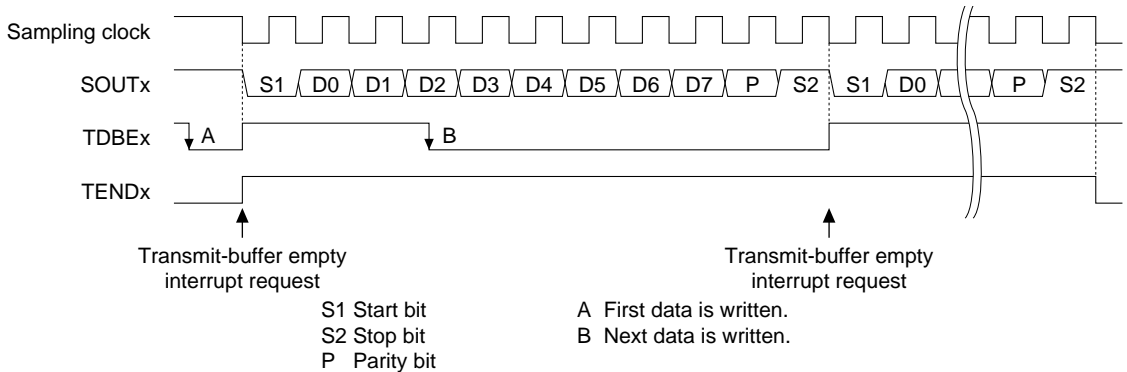 Sampling clock
SOUTx S1 D0 D1 D2 D3 D4 D5 D6 D7 P S2 S1 D0 P S2
TDBEx A B
TENDx
Transmit-buffer empty
interrupt request
Transmit-buffer empty
interrupt request
S1 Start bit
S2 Stop bit
P Parity bit
A First data is written.
B Next data is written.